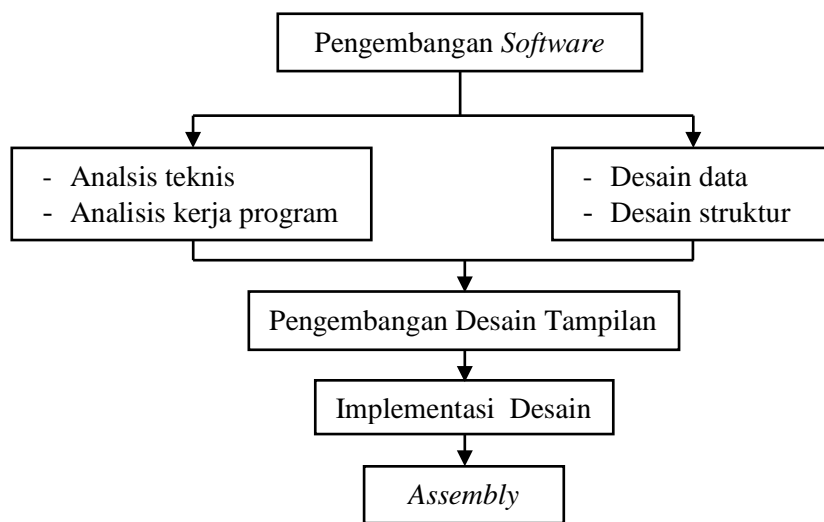 Pengembangan Software
- Analsis teknis
- Analisis kerja program
- Desain data
- Desain struktur
Pengembangan Desain Tampilan
Implementasi Desain
Assembly